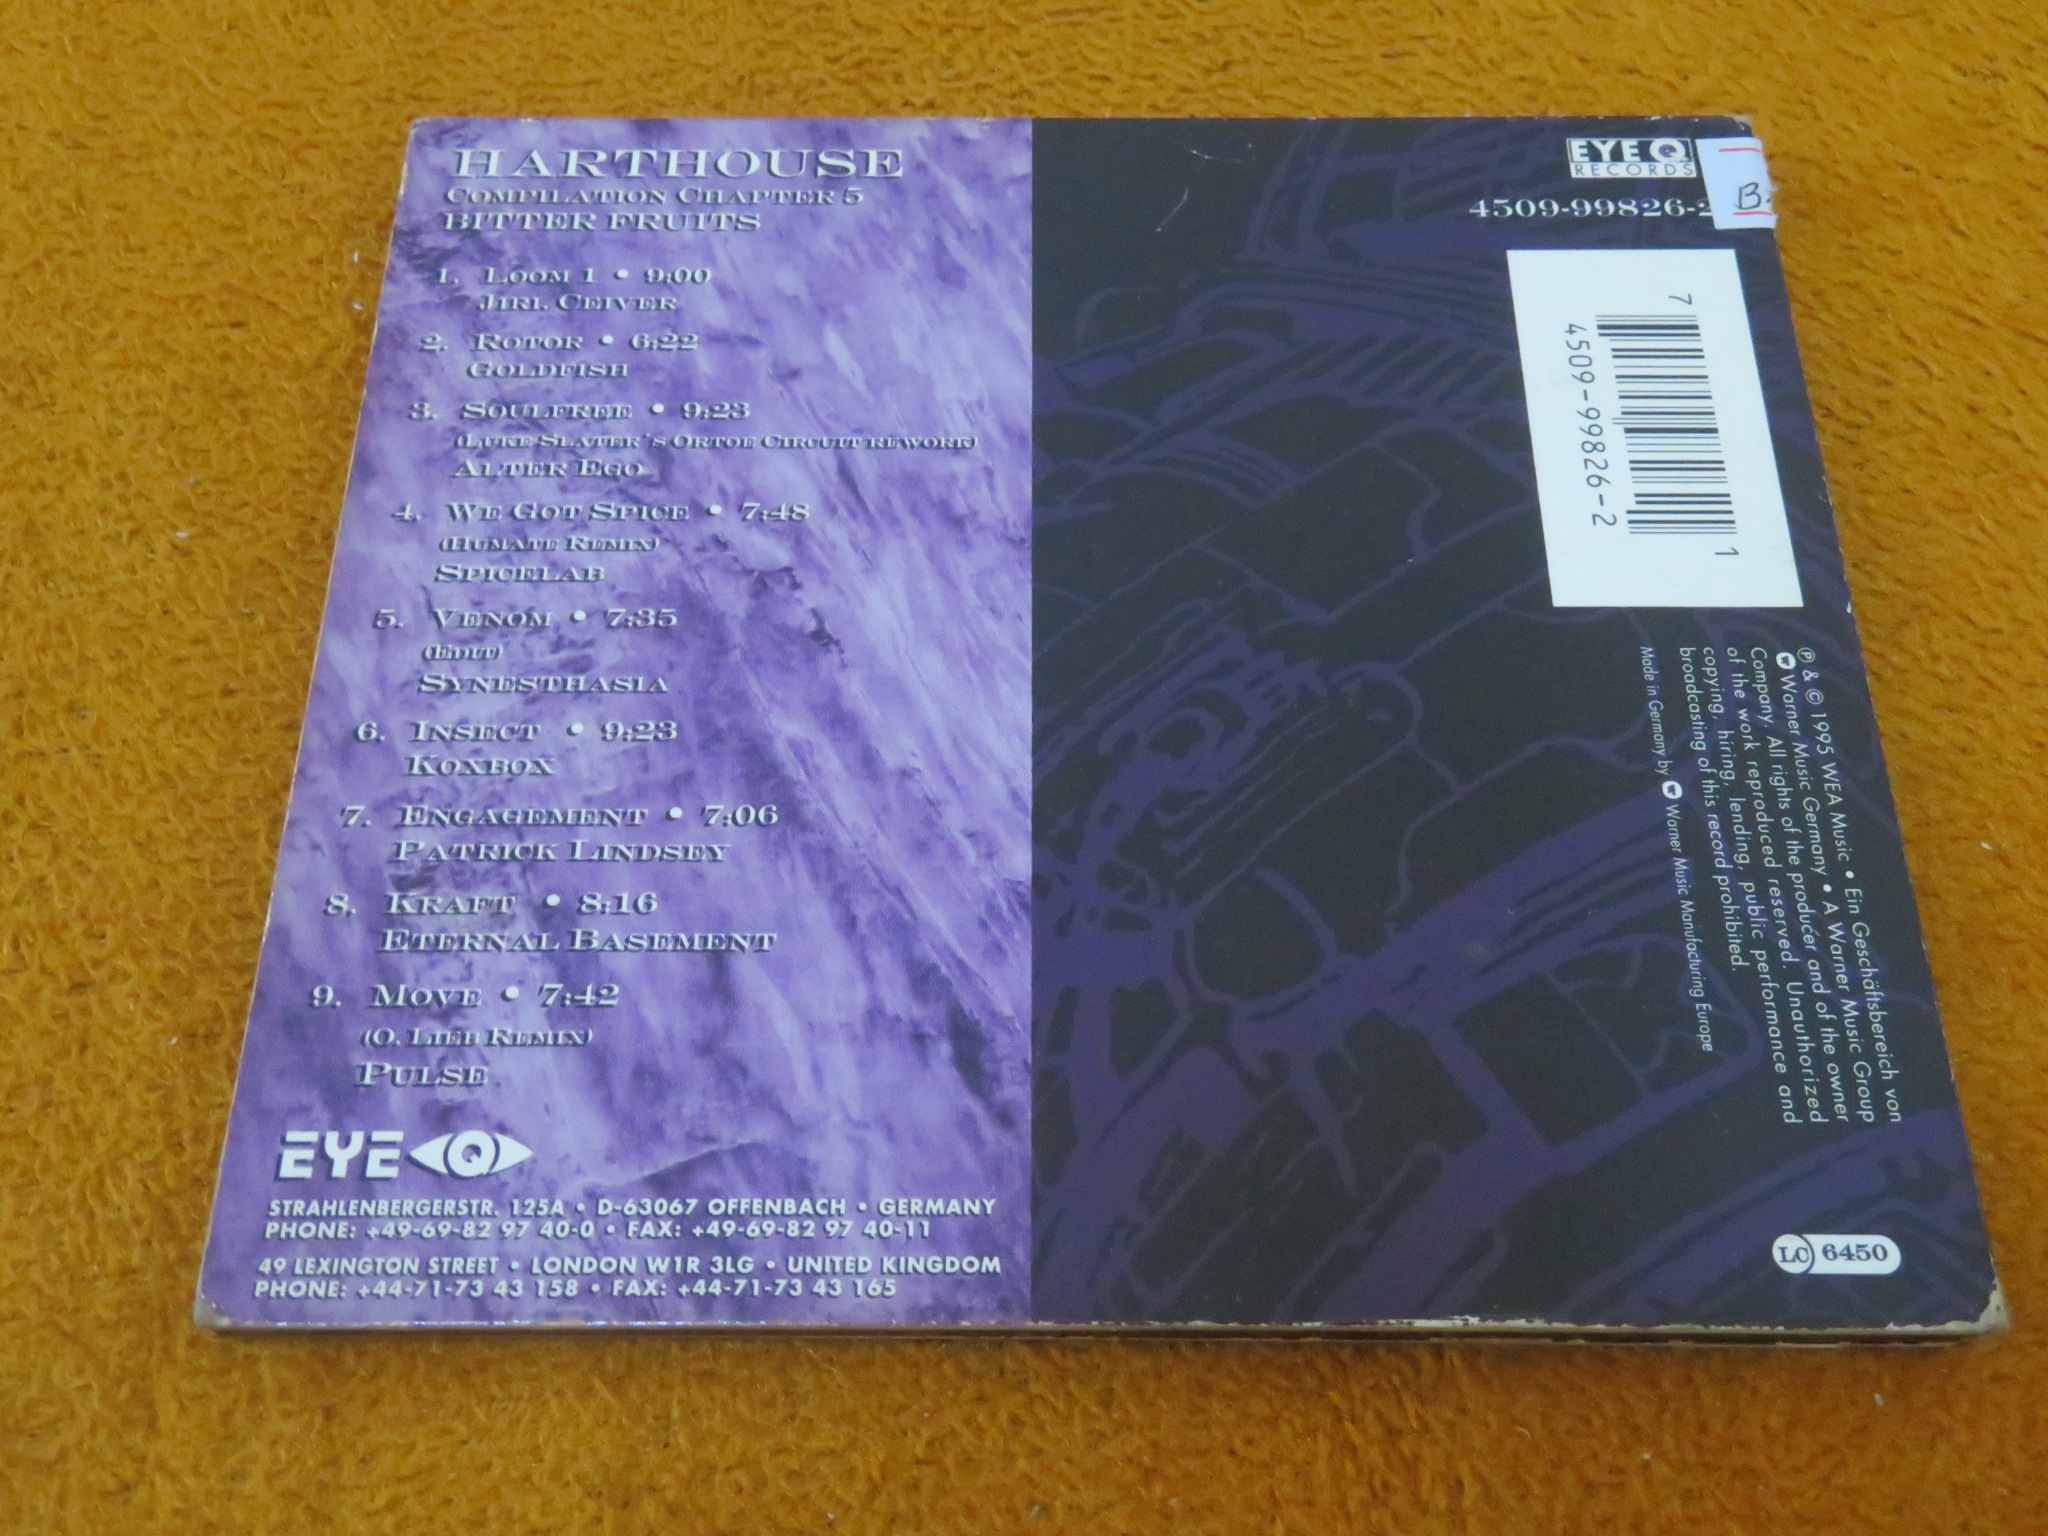 HARTHOUSE
COMPILATION CHAPTER 5
BITTER FRUITS
1. LOOM 1 • 9:00
JIRI. CEIVER
2. ROTOR • 6:22
GOLDFISH
3. SOULFREE • 9:23
(LUKE SLATER'S ORTOE CIRCUIT REWORK)
ALTER EGO
4. WE GOT SPICE • 7:48
(HUMATE REMIX)
SPICELAB
5. VENOM • 7:35
(EDIT)
SYNESTHASIA
6. INSECT • 9:23
KOXBOX
7. ENGAGEMENT • 7:06
PATRICK LINDSEY
8. KRAFT • 8:16
ETERNAL BASEMENT
9. MOVE • 7:42
(O. LIEB REMIX)
PULSE
EYE Q
STRAHLENBERGERSTR. 125A • D-63067 OFFENBACH • GERMANY
PHONE: +49-69-82 97 40-0 • FAX: +49-69-82 97 40-11
49 LEXINGTON STREET • LONDON W1R 3LG • UNITED KINGDOM
PHONE: +44-71-73 43 158 • FAX: +44-71-73 43 165
EYE Q
RECORDS
B
4509-99826-2
7 4509-99826-2 1
℗ & © 1995 WEA Music • Ein Geschäftsbereich von
Warner Music Germany • A Warner Music Group
Company. All rights of the producer and of the owner
of the work reproduced reserved. Unauthorized
copying, hirring, lending, public performance and
broadcasting of this record prohibited.
Made in Germany by Warner Music Manufacturing Europe
LC 6450